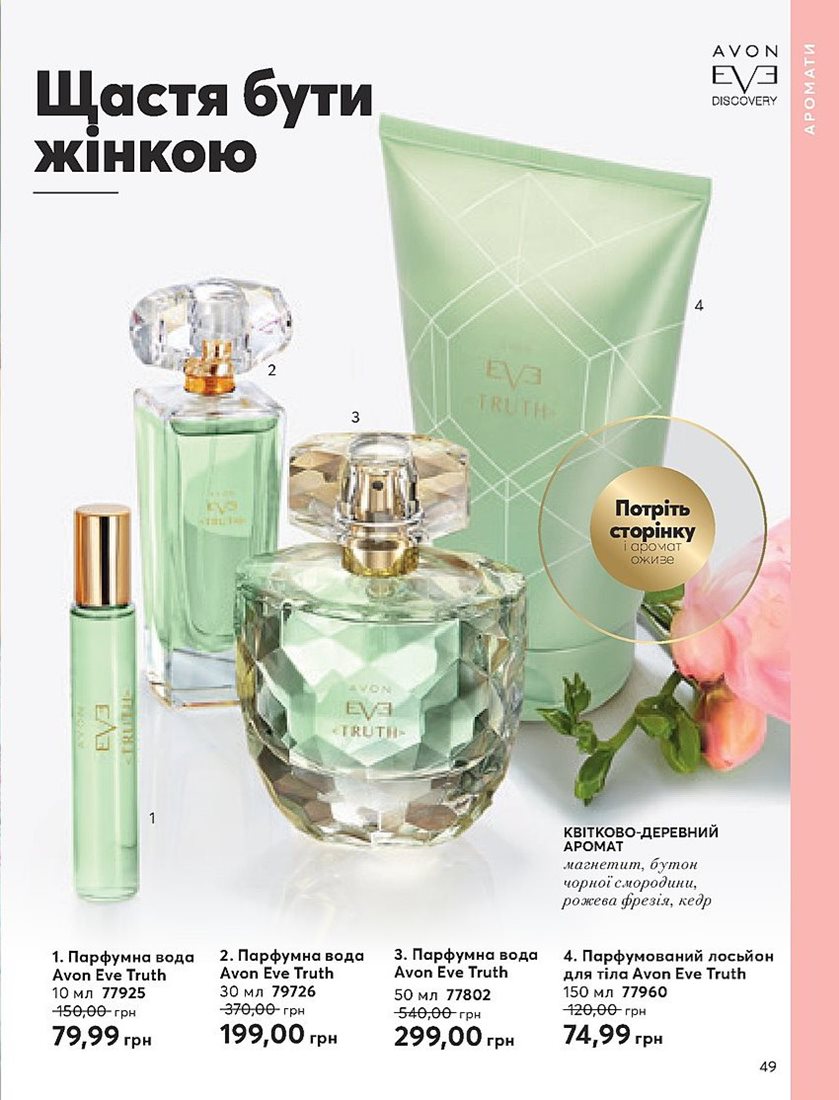 Щастя бути
жінкою
AVON
EVE
DISCOVERY
АРОМАТИ
4
2
3
1
AVON
EVE
<TRUTH>
AVON
EVE
<TRUTH>
AVON
EVE
<TRUTH>
AVON
EVE
<TRUTH>
Потріть
сторінку
і аромат
оживе
КВІТКОВО-ДЕРЕВНИЙ
АРОМАТ
магнетит, бутон
чорної смородини,
рожева фрезія, кедр
1. Парфумна вода
Avon Eve Truth
10 мл 77925
150,00 грн
79,99 грн
2. Парфумна вода
Avon Eve Truth
30 мл 79726
370,00 грн
199,00 грн
3. Парфумна вода
Avon Eve Truth
50 мл 77802
540,00 грн
299,00 грн
4. Парфумований лосьйон
для тіла Avon Eve Truth
150 мл 77960
120,00 грн
74,99 грн
49